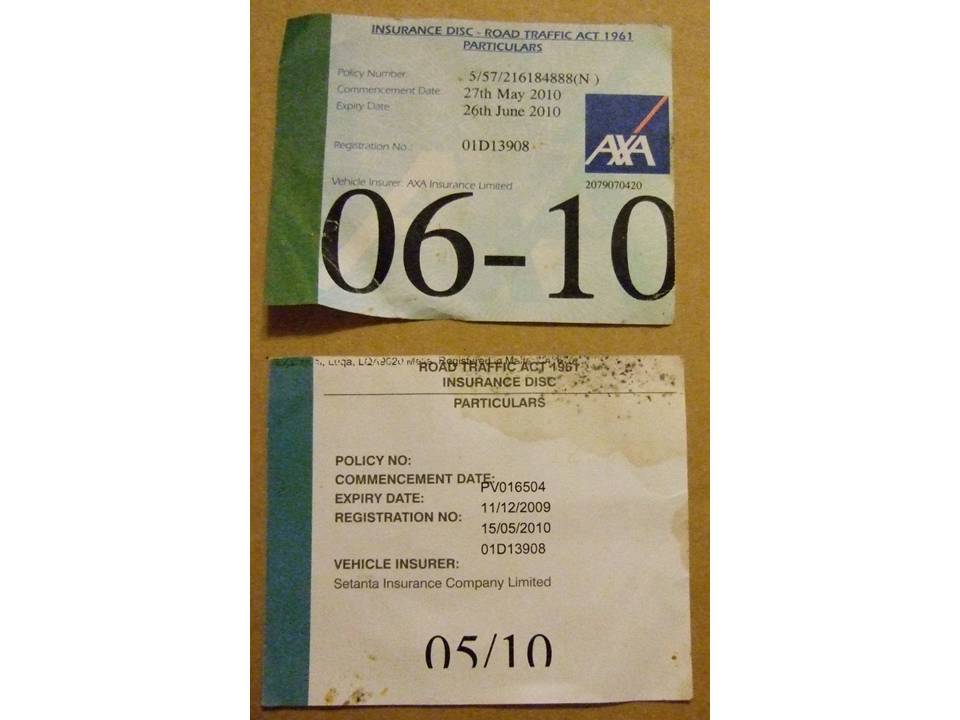 INSURANCE DISC - ROAD TRAFFIC ACT 1961
PARTICULARS
Policy Number: 5/57/216184888(N )
Commencement Date 27th May 2010
Expiry Date: 26th June 2010
Registration No.: 01D13908
AXA
Vehicle Insurer: AXA Insurance Limited 2079070420
06-10
Luqa, Registered in
ROAD TRAFFIC ACT 1961
INSURANCE DISC
PARTICULARS
POLICY NO:
COMMENCEMENT DATE:
PV016504
EXPIRY DATE:
11/12/2009
REGISTRATION NO:
15/05/2010
01D13908
VEHICLE INSURER:
Setanta Insurance Company Limited
05/10